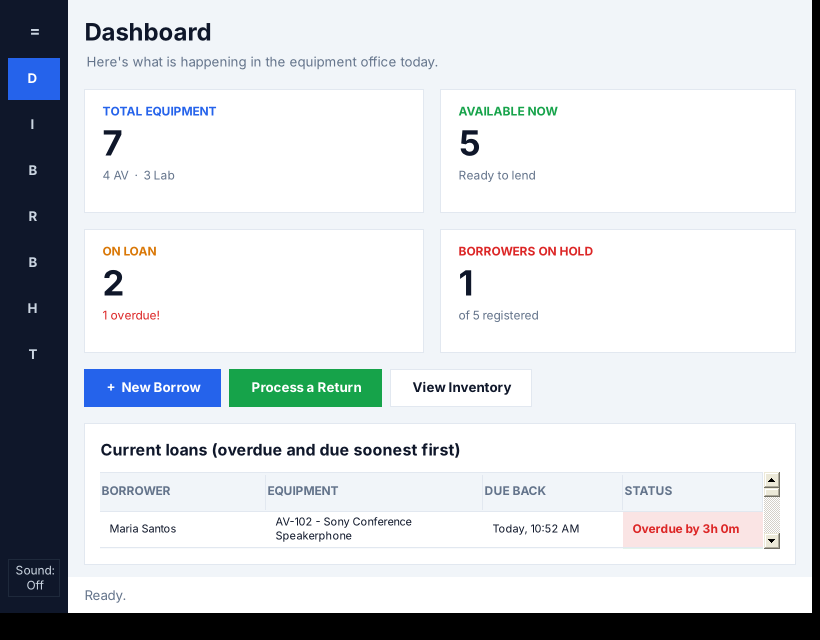 =
D
I
B
R
B
H
T
Sound:
Off
Dashboard
Here's what is happening in the equipment office today.
TOTAL EQUIPMENT
7
4 AV · 3 Lab
AVAILABLE NOW
5
Ready to lend
ON LOAN
2
1 overdue!
BORROWERS ON HOLD
1
of 5 registered
+ New Borrow
Process a Return
View Inventory
Current loans (overdue and due soonest first)
BORROWER EQUIPMENT DUE BACK STATUS
Maria Santos AV-102 - Sony Conference
Speakerphone Today, 10:52 AM Overdue by 3h 0m
Ready.